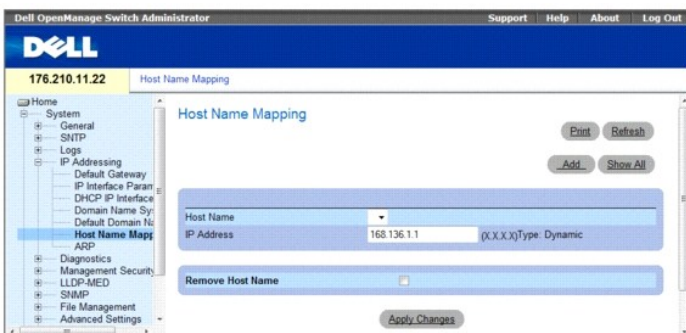 Dell OpenManage Switch Administrator
Support Help About Log Out
DELL
176.210.11.22
Host Name Mapping
Home
System
General
SNTP
Logs
IP Addressing
Default Gateway
IP Interface Param
DHCP IP Interface
Domain Name Sy
Default Domain Na
Host Name Mapp
ARP
Diagnostics
Management Security
LLDP-MED
SNMP
File Management
Advanced Settings
Host Name Mapping
Print Refresh
Add Show All
Host Name
IP Address 168.136.1.1 (X.X.X.X)Type: Dynamic
Remove Host Name
Apply Changes